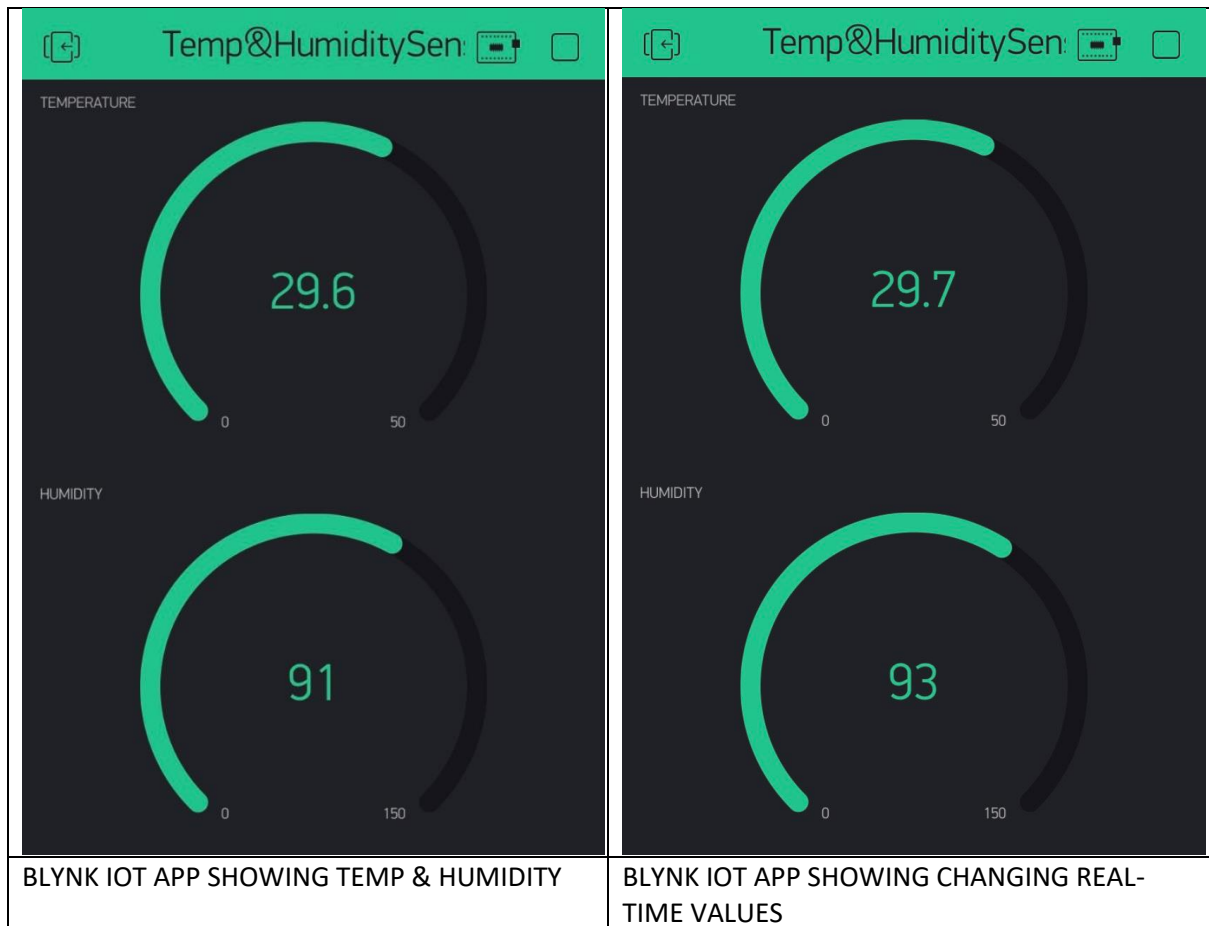 Temp&HumiditySen:
TEMPERATURE
29.6
0 50
HUMIDITY
91
0 150
BLYNK IOT APP SHOWING TEMP & HUMIDITY
Temp&HumiditySen:
TEMPERATURE
29.7
0 50
HUMIDITY
93
0 150
BLYNK IOT APP SHOWING CHANGING REAL-
TIME VALUES